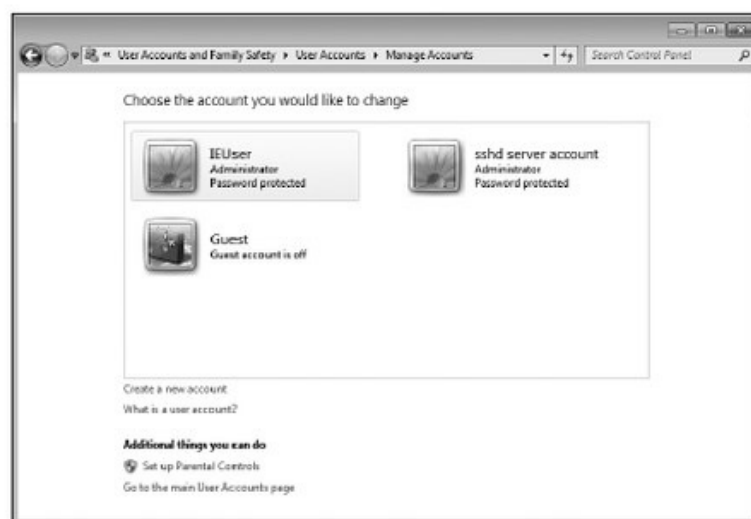 « User Accounts and Family Safety ▸ User Accounts ▸ Manage Accounts
Search Control Panel
Choose the account you would like to change
IEUser
Administrator
Password protected
sshd server account
Administrator
Password protected
Guest
Guest account is off
Create a new account
What is a user account?
Additional things you can do
Set up Parental Controls
Go to the main User Accounts page